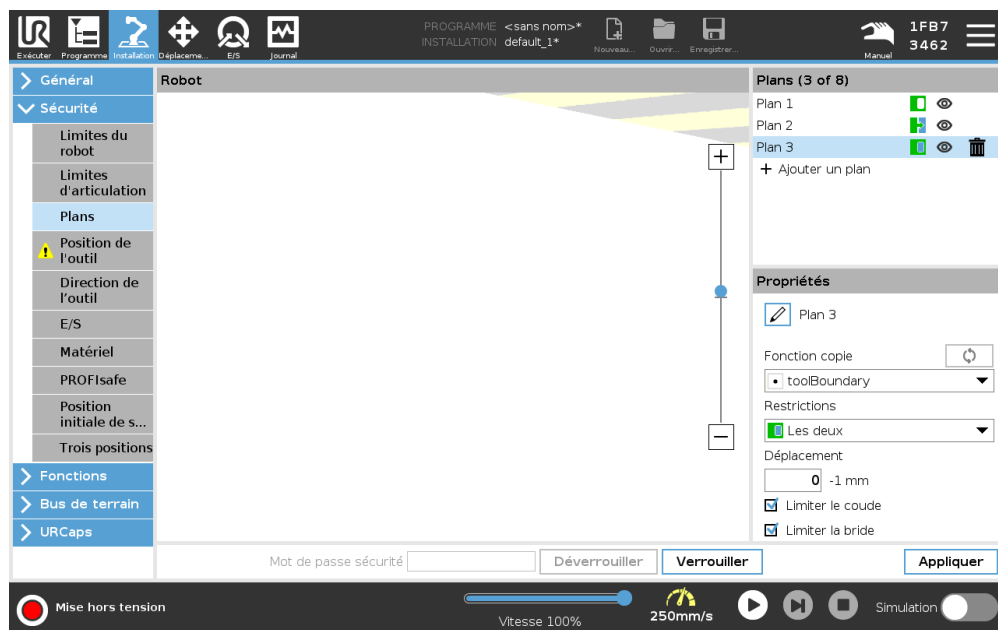 PROGRAMME <sans nom>*
INSTALLATION default_1*
Exécuter
Programme
Installation
Déplaceme...
E/S
Journal
Nouveau...
Ouvrir...
Enregistrer...
Manuel
1FB7
3462
Général
Sécurité
Limites du
robot
Limites
d'articulation
Plans
Position de
l'outil
Direction de
l’outil
E/S
Matériel
PROFIsafe
Position
initiale de s...
Trois positions
Fonctions
Bus de terrain
URCaps
Robot
Plans (3 of 8)
Plan 1
Plan 2
Plan 3
+ Ajouter un plan
Propriétés
Plan 3
Fonction copie
toolBoundary
Restrictions
Les deux
Déplacement
0 -1 mm
Limiter le coude
Limiter la bride
Mot de passe sécurité
Déverrouiller
Verrouiller
Appliquer
Mise hors tension
Vitesse 100%
250mm/s
Simulation